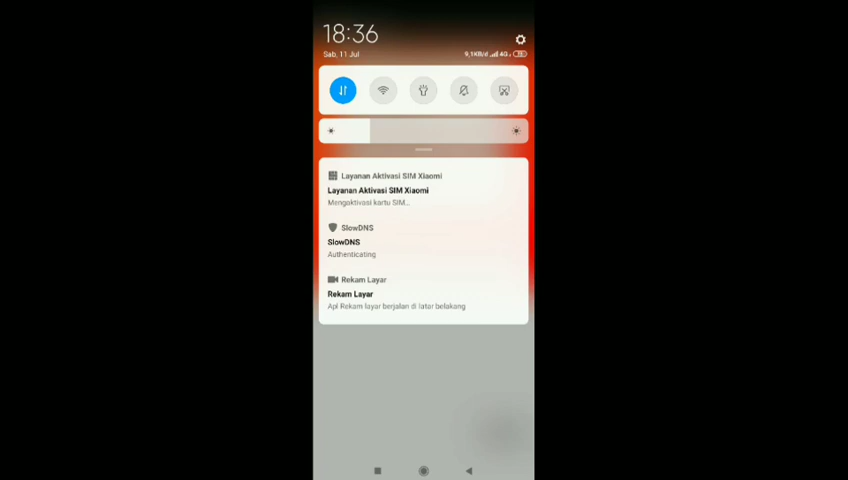 18:36
Sab, 11 Jul
9,1KB/d 4G 75
Layanan Aktivasi SIM Xiaomi
Layanan Aktivasi SIM Xiaomi
Mengaktivasi kartu SIM...
SlowDNS
SlowDNS
Authenticating
Rekam Layar
Rekam Layar
Apl Rekam layar berjalan di latar belakang